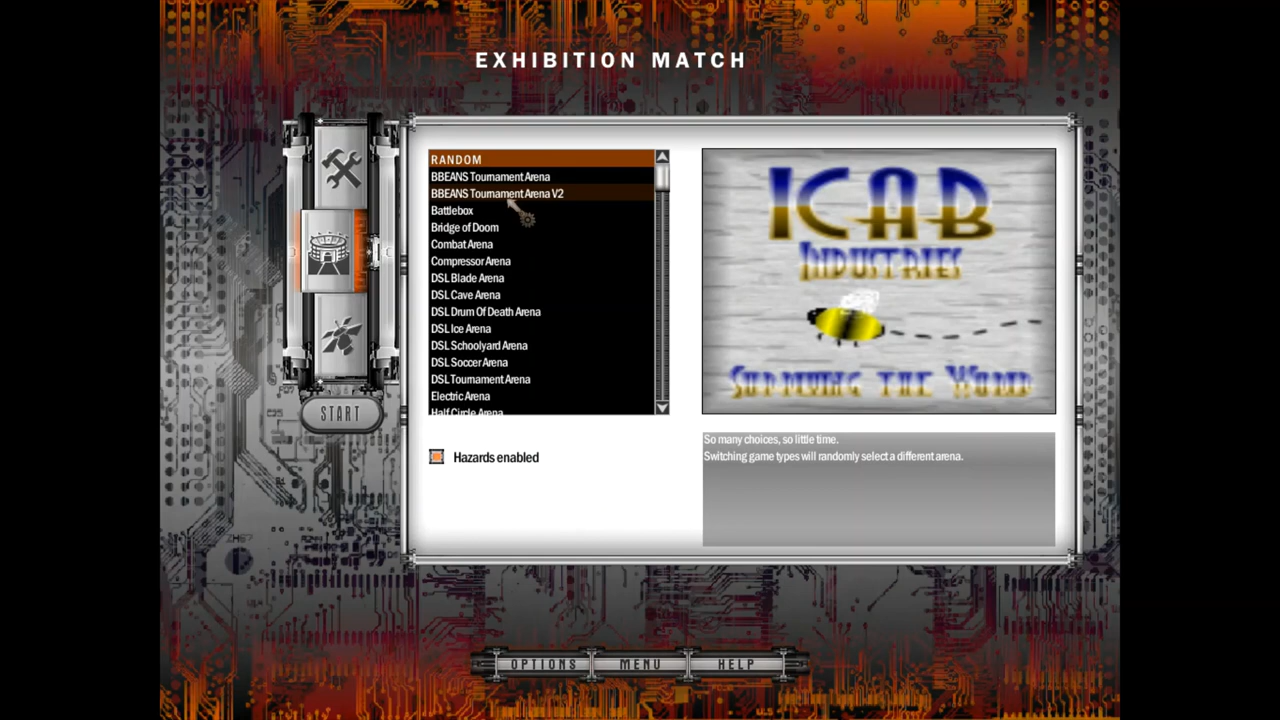 EXHIBITION MATCH
RANDOM
BBEANS Tournament Arena
BBEANS Tournament Arena V2
Battlebox
Bridge of Doom
Combat Arena
Compressor Arena
DSL Blade Arena
DSL Cave Arena
DSL Drum Of Death Arena
DSL Ice Arena
DSL Schoolyard Arena
DSL Soccer Arena
DSL Tournament Arena
Electric Arena
Half Circle Arena
START
Hazards enabled
ICAB
INDUSTRIES
SUPPLYING THE WORLD
So many choices, so little time.
Switching game types will randomly select a different arena.
OPTIONS
MENU
HELP